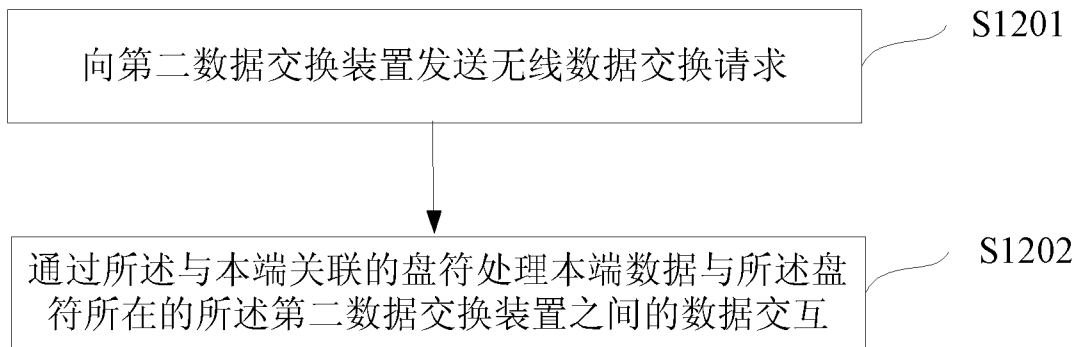 S1201
向第二数据交换装置发送无线数据交换请求
S1202
通过所述与本端关联的盘符处理本端数据与所述盘
符所在的所述第二数据交换装置之间的数据交互